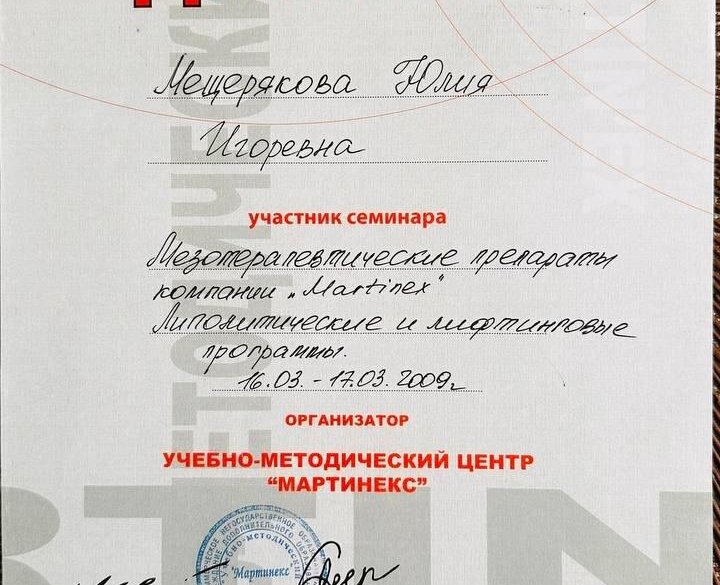 Мещерякова Юлия
Игоревна
участник семинара
Мезотерапевтические препараты
компании „Martinex"
Липолитические и лифтинговые
программы.
16.03. - 17.03. 2009г
ОРГАНИЗАТОР
УЧЕБНО-МЕТОДИЧЕСКИЙ ЦЕНТР
“МАРТИНЕКС”
"Мартинекс"